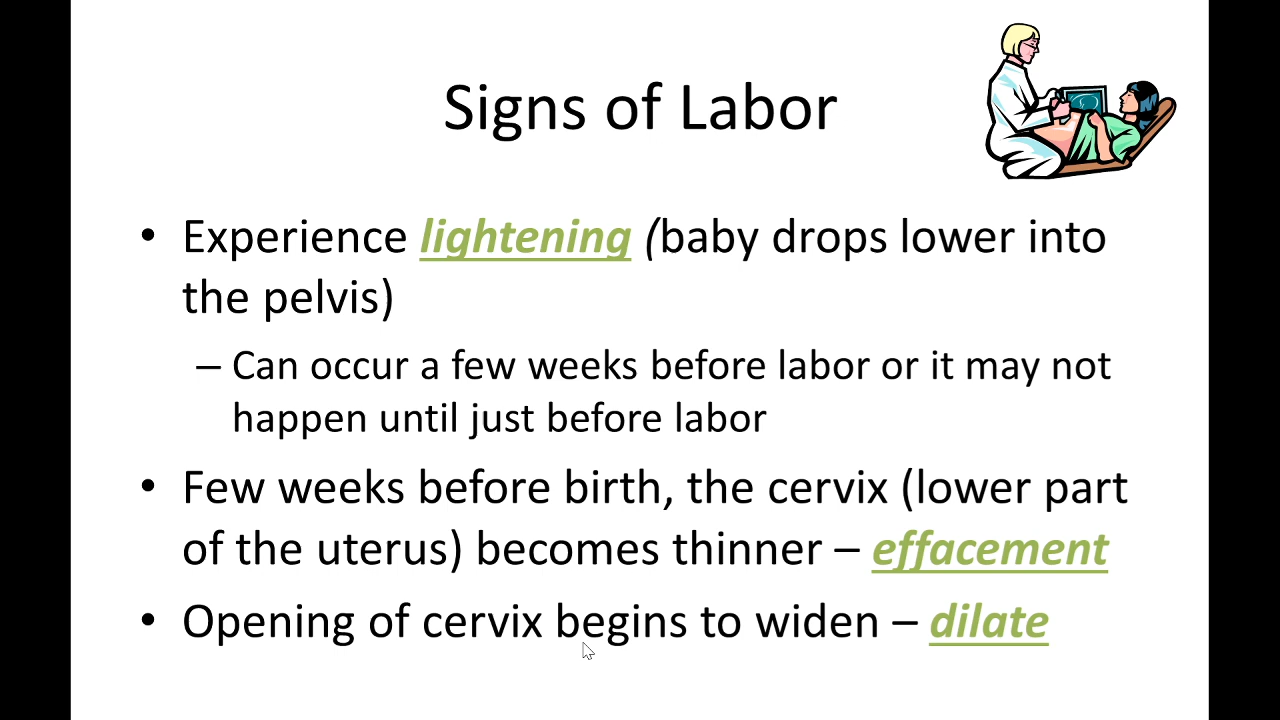 Signs of Labor
• Experience lightening (baby drops lower into
the pelvis)
– Can occur a few weeks before labor or it may not
happen until just before labor
• Few weeks before birth, the cervix (lower part
of the uterus) becomes thinner – effacement
• Opening of cervix begins to widen – dilate